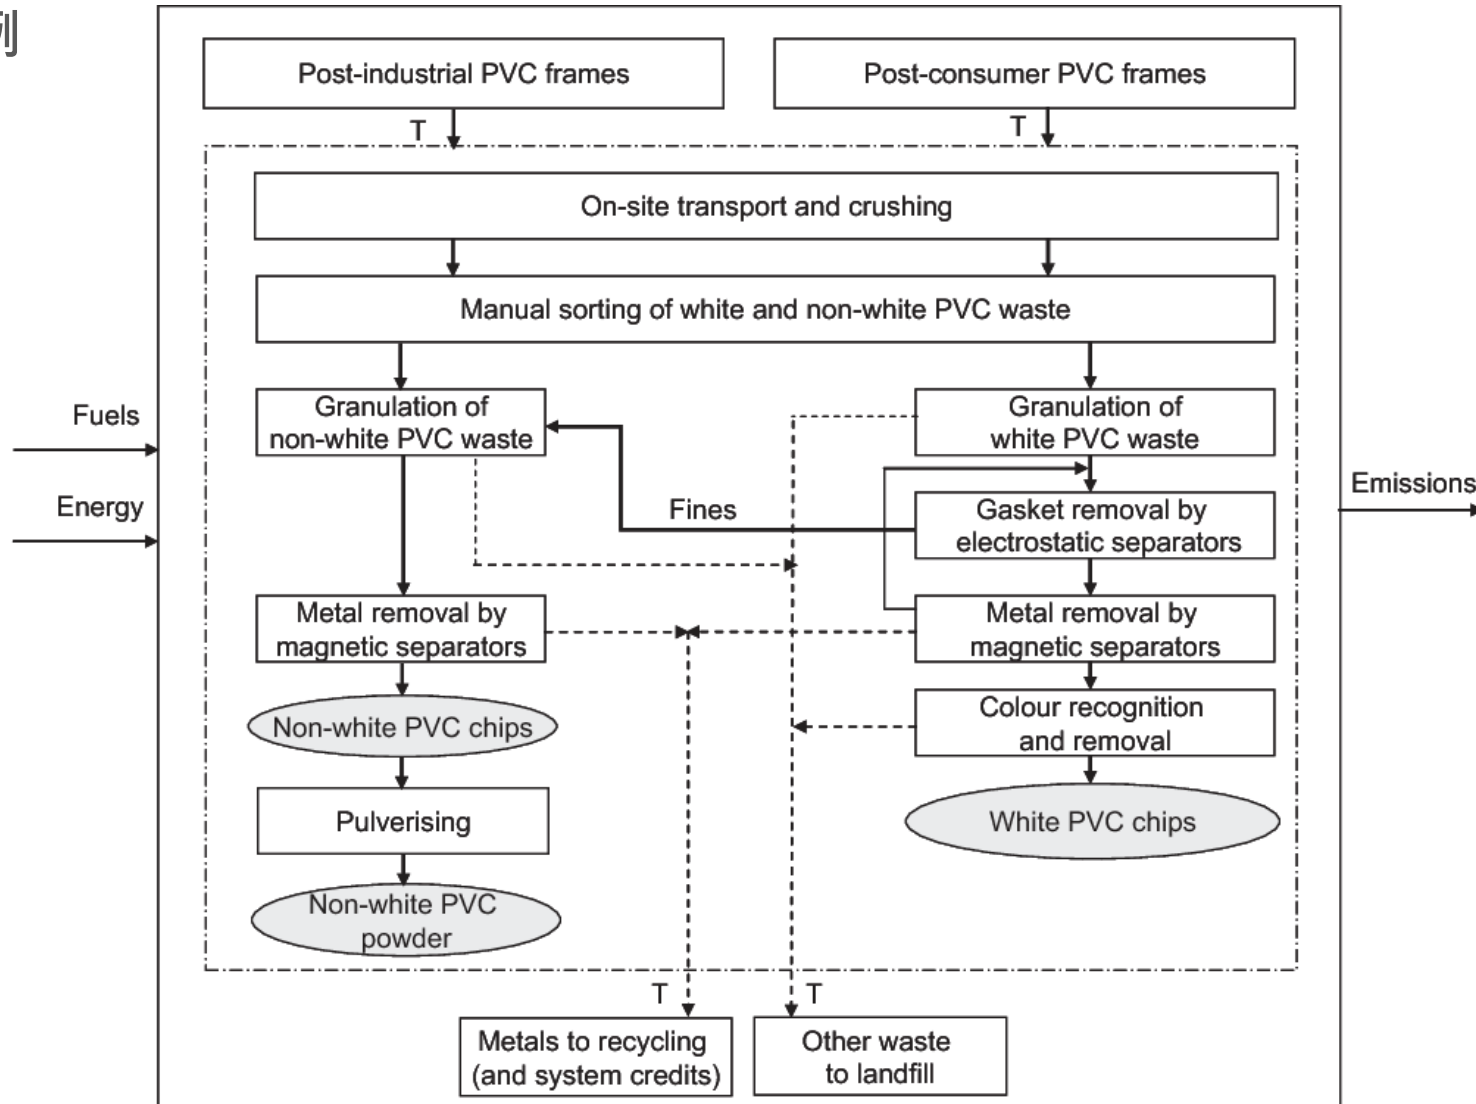 例
Post-industrial PVC frames
Post-consumer PVC frames
T
T
On-site transport and crushing
Manual sorting of white and non-white PVC waste
Granulation of
non-white PVC waste
Granulation of
white PVC waste
Fuels
Energy
Emissions
Fines
Gasket removal by
electrostatic separators
Metal removal by
magnetic separators
Metal removal by
magnetic separators
Non-white PVC chips
Colour recognition
and removal
Pulverising
White PVC chips
Non-white PVC
powder
T
T
Metals to recycling
(and system credits)
Other waste
to landfill